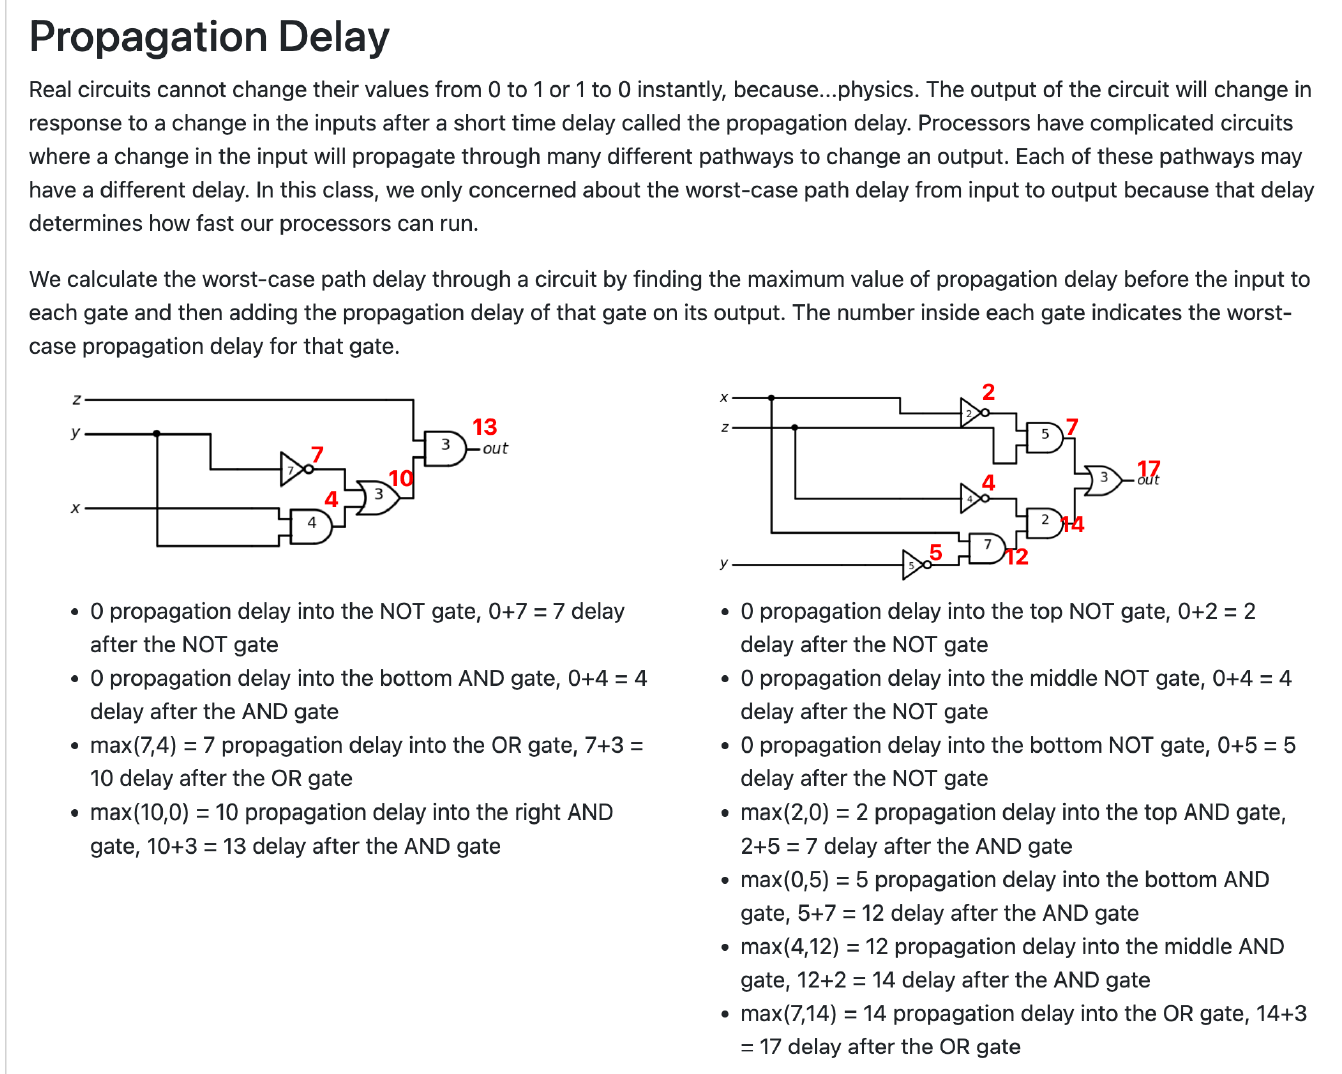 Propagation Delay
Real circuits cannot change their values from 0 to 1 or 1 to 0 instantly, because...physics. The output of the circuit will change in
response to a change in the inputs after a short time delay called the propagation delay. Processors have complicated circuits
where a change in the input will propagate through many different pathways to change an output. Each of these pathways may
have a different delay. In this class, we only concerned about the worst-case path delay from input to output because that delay
determines how fast our processors can run.
We calculate the worst-case path delay through a circuit by finding the maximum value of propagation delay before the input to
each gate and then adding the propagation delay of that gate on its output. The number inside each gate indicates the worst-
case propagation delay for that gate.
z
y
x
7
7
4
4
3
10
3
13
out
• 0 propagation delay into the NOT gate, 0+7 = 7 delay
after the NOT gate
• 0 propagation delay into the bottom AND gate, 0+4 = 4
delay after the AND gate
• max(7,4) = 7 propagation delay into the OR gate, 7+3 =
10 delay after the OR gate
• max(10,0) = 10 propagation delay into the right AND
gate, 10+3 = 13 delay after the AND gate
x
z
y
2
2
5
7
4
4
2
14
5
5
7
12
3
17
out
• 0 propagation delay into the top NOT gate, 0+2 = 2
delay after the NOT gate
• 0 propagation delay into the middle NOT gate, 0+4 = 4
delay after the NOT gate
• 0 propagation delay into the bottom NOT gate, 0+5 = 5
delay after the NOT gate
• max(2,0) = 2 propagation delay into the top AND gate,
2+5 = 7 delay after the AND gate
• max(0,5) = 5 propagation delay into the bottom AND
gate, 5+7 = 12 delay after the AND gate
• max(4,12) = 12 propagation delay into the middle AND
gate, 12+2 = 14 delay after the AND gate
• max(7,14) = 14 propagation delay into the OR gate, 14+3
= 17 delay after the OR gate